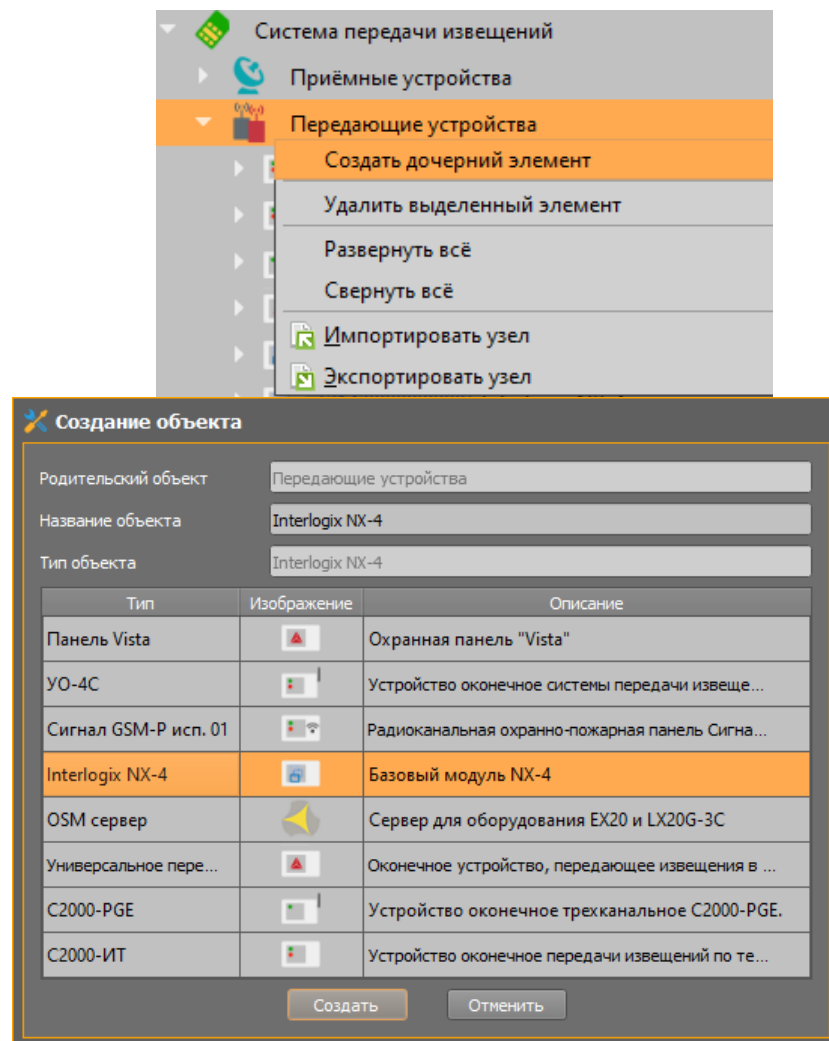 Система передачи извещений
Приёмные устройства
Передающие устройства
Создать дочерний элемент
Удалить выделенный элемент
Развернуть всё
Свернуть всё
Импортировать узел
Экспортировать узел
Создание объекта
Родительский объект Передающие устройства
Название объекта Interlogix NX-4
Тип объекта Interlogix NX-4
Тип Изображение Описание
Панель Vista Охранная панель "Vista"
УО-4С Устройство оконечное системы передачи извеще...
Сигнал GSM-P исп. 01 Радиоканальная охранно-пожарная панель Сигна...
Interlogix NX-4 Базовый модуль NX-4
OSM сервер Сервер для оборудования EX20 и LX20G-3C
Универсальное пере... Оконечное устройство, передающее извещения в ...
С2000-PGE Устройство оконечное трехканальное С2000-PGE.
С2000-ИТ Устройство оконечное передачи извещений по те...
Создать Отменить